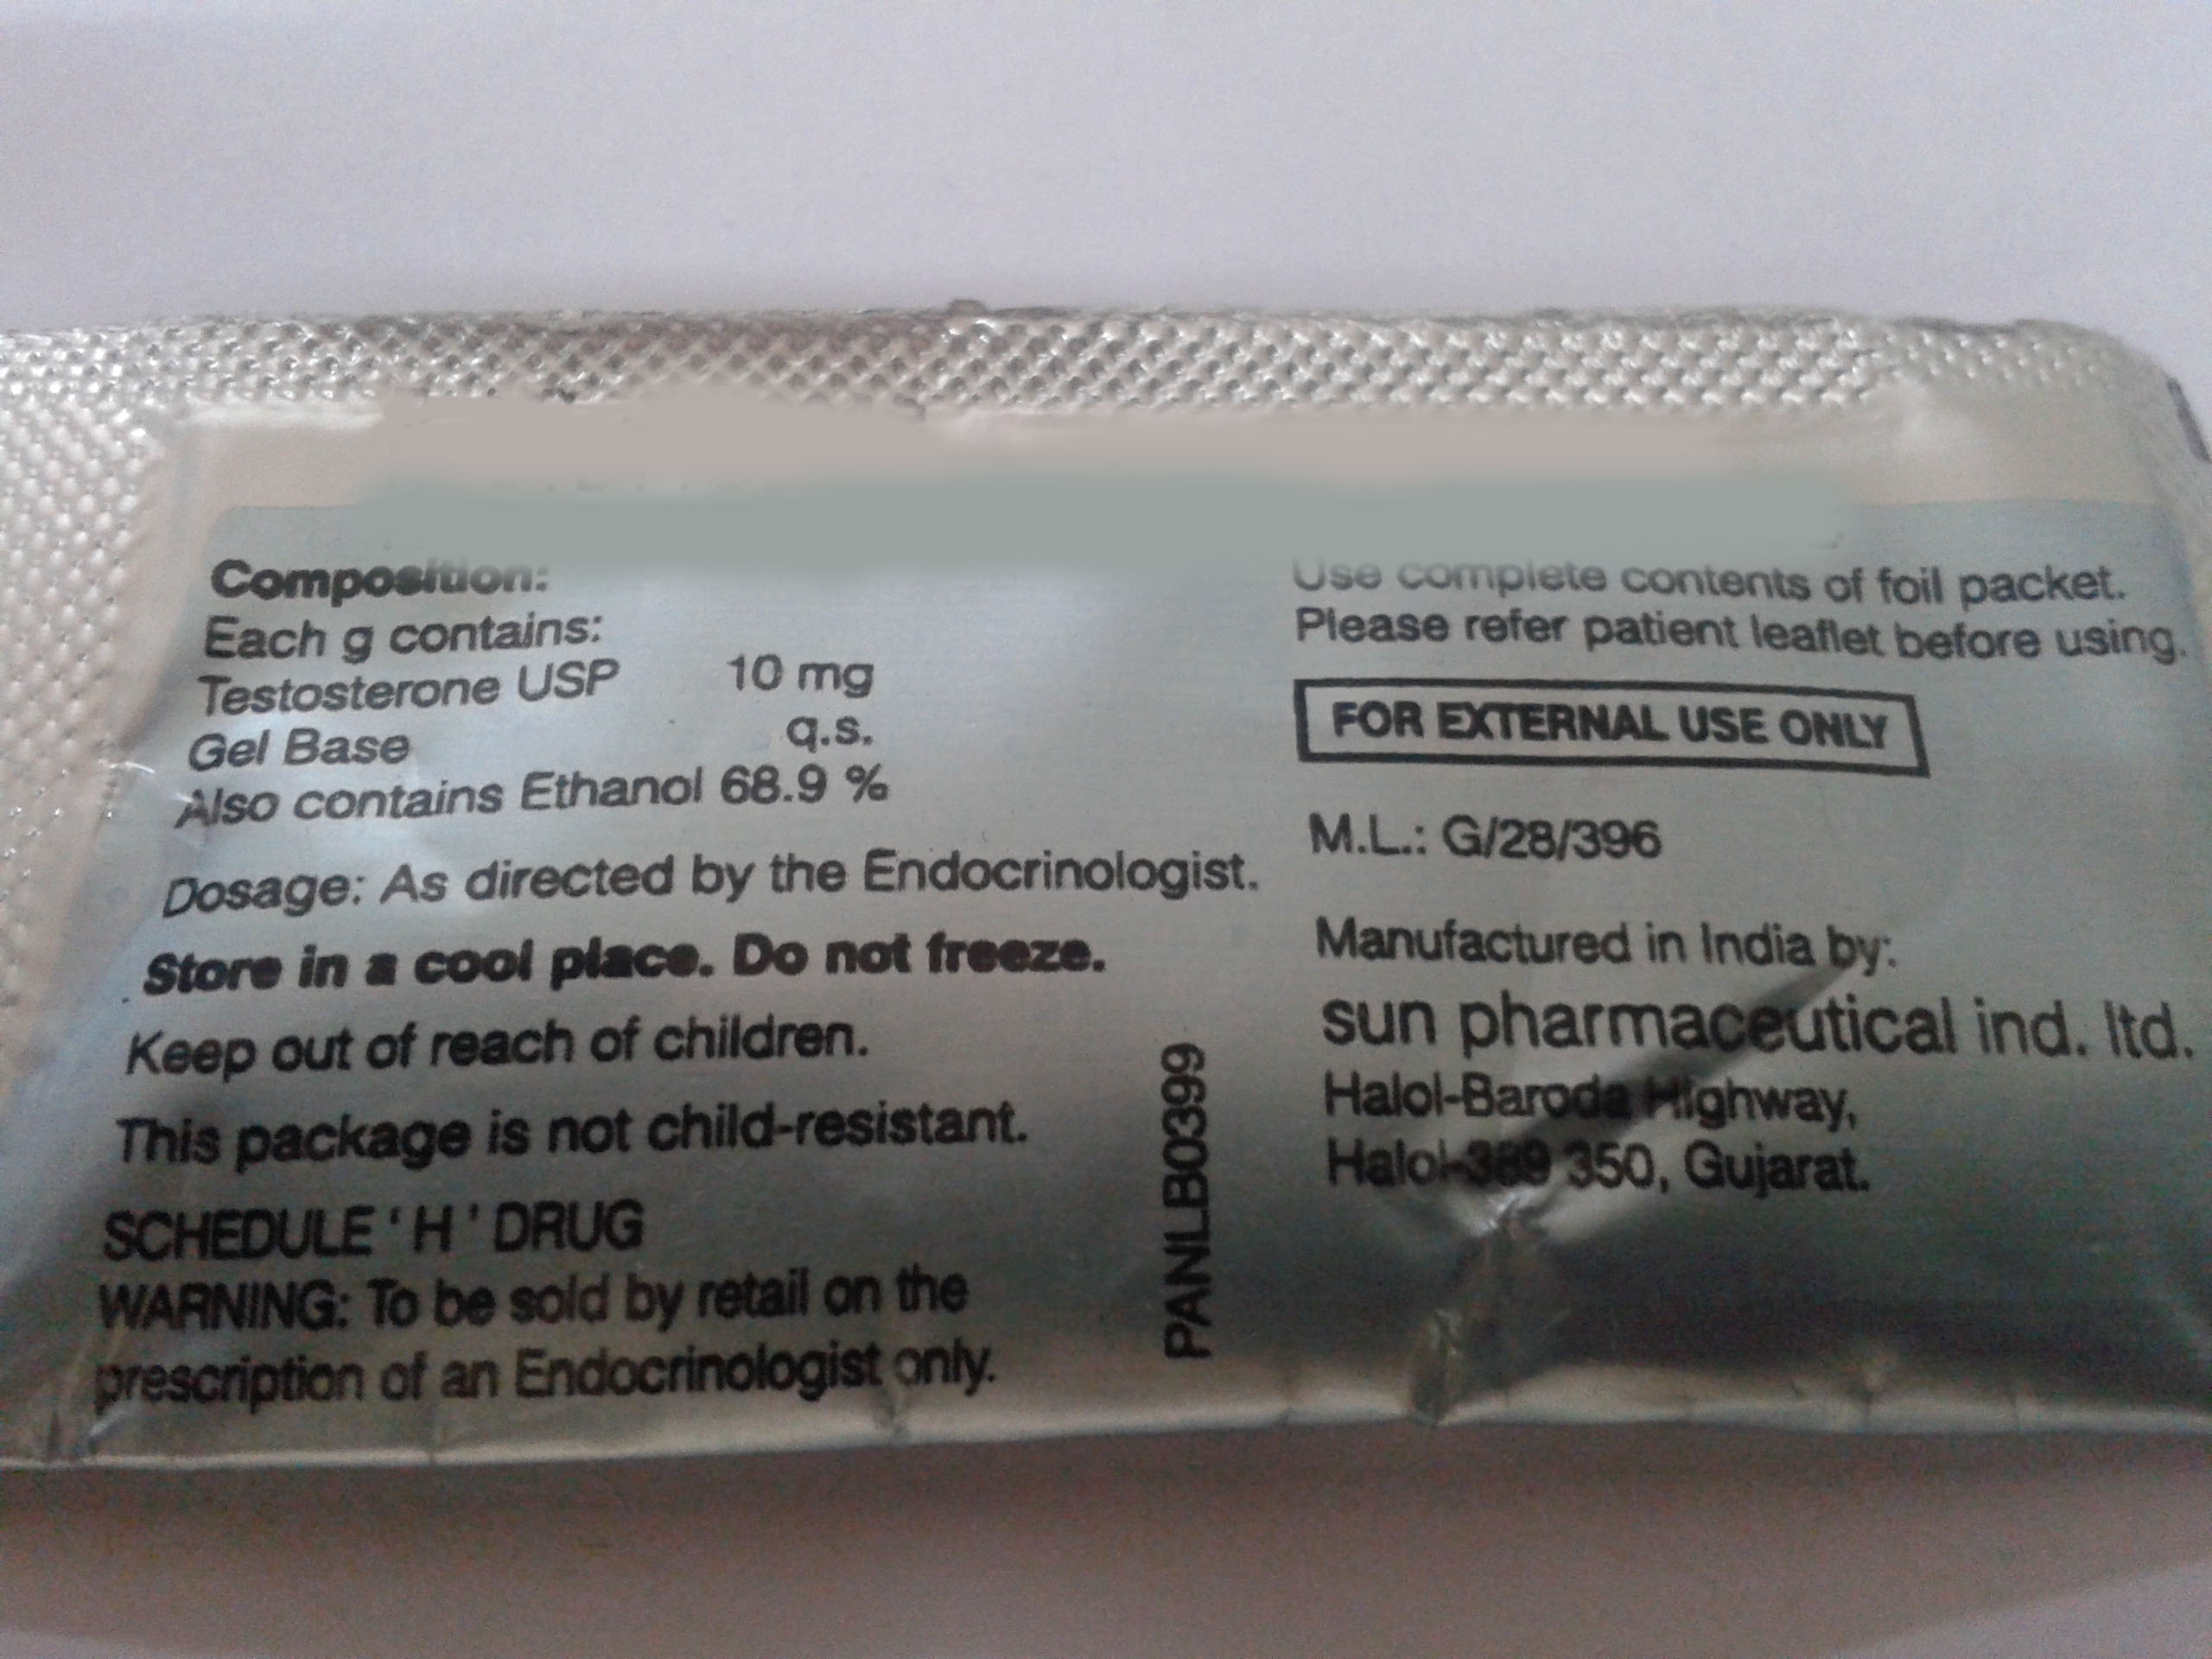 Composition:
Each g contains:
Testosterone USP 10 mg
Gel Base q.s.
Also contains Ethanol 68.9 %
Dosage: As directed by the Endocrinologist.
Store in a cool place. Do not freeze.
Keep out of reach of children.
This package is not child-resistant.
SCHEDULE ' H ' DRUG
WARNING: To be sold by retail on the
prescription of an Endocrinologist only.
PANLB0399
Use complete contents of foil packet.
Please refer patient leaflet before using.
FOR EXTERNAL USE ONLY
M.L.: G/28/396
Manufactured in India by:
sun pharmaceutical ind. ltd.
Halol-Baroda Highway,
Halol-389 350, Gujarat.